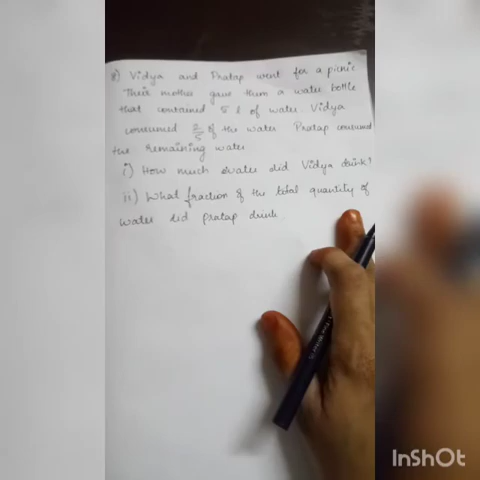 8) Vidya and Pratap went for a picnic
Their mother gave them a water bottle
that contained 5 l of water. Vidya
consumed 2/5 of the water Pratap consumed
the remaining water
i) How much water did Vidya drink?
ii) What fraction of the total quantity of
water did pratap drink.
InShOt